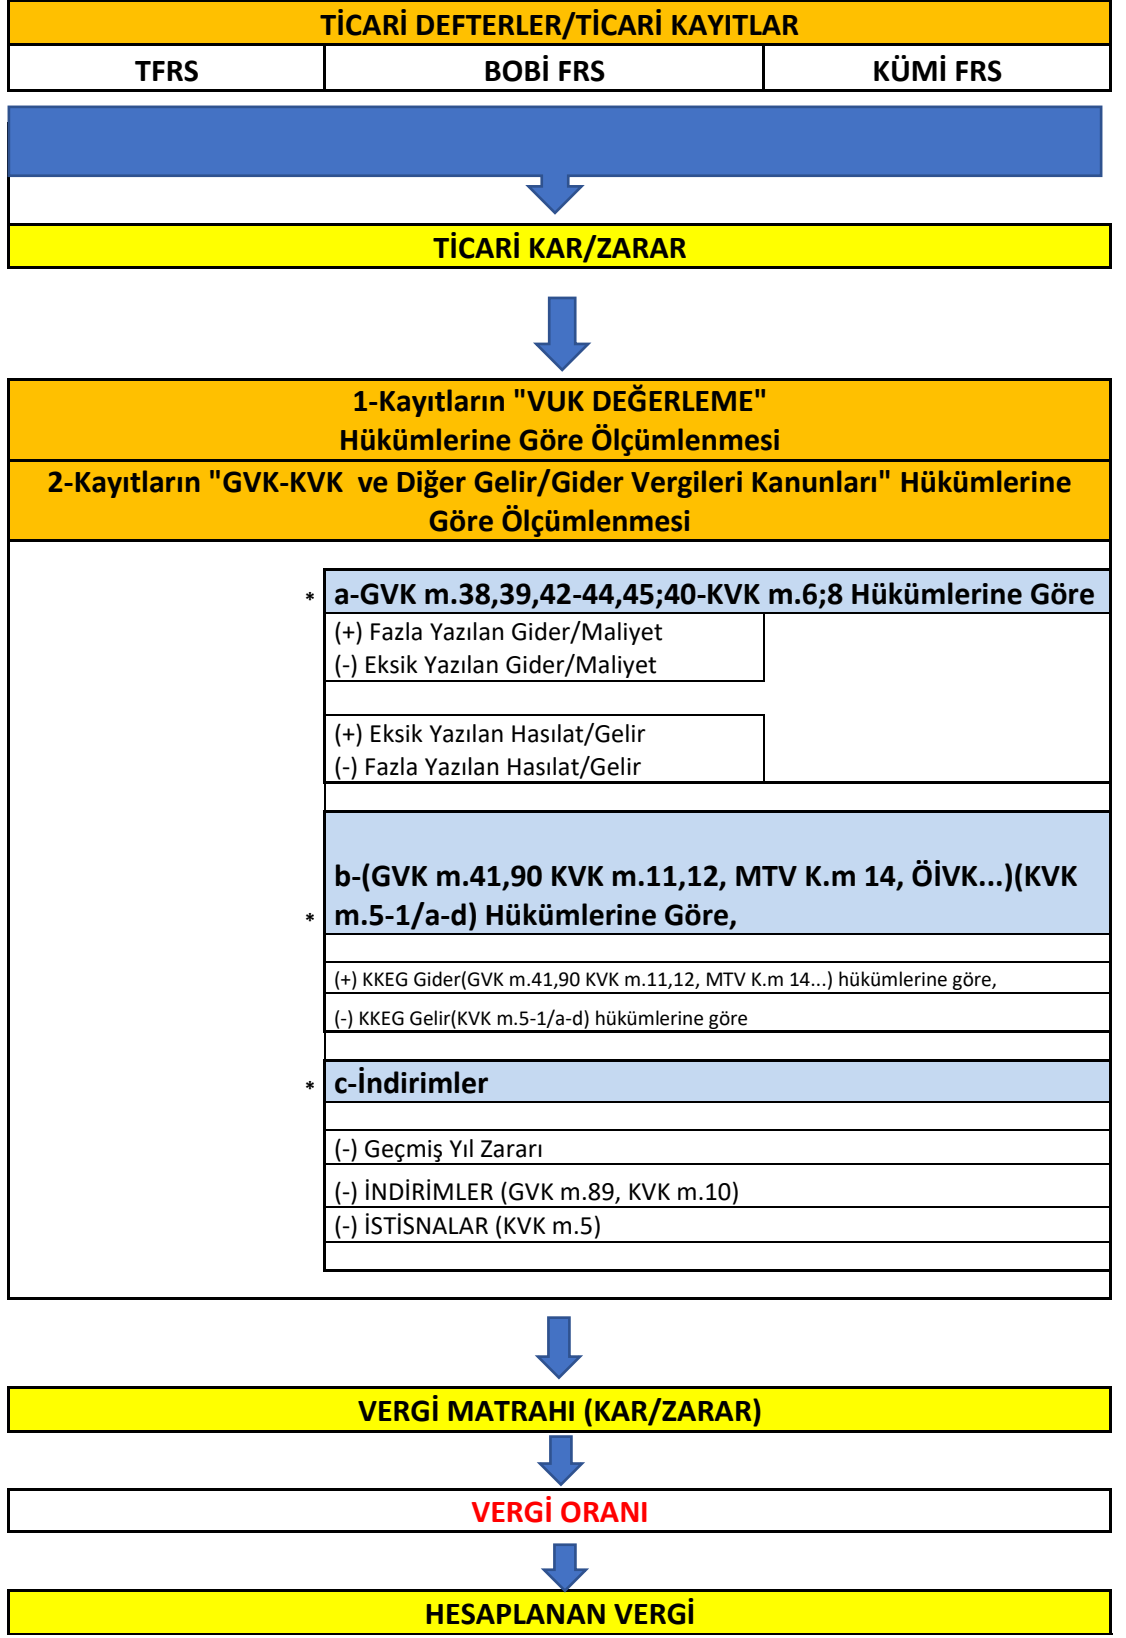 TİCARİ DEFTERLER/TİCARİ KAYITLAR
TFRS
BOBİ FRS
KÜMİ FRS
TİCARİ KAR/ZARAR
1-Kayıtların "VUK DEĞERLEME"
Hükümlerine Göre Ölçümlenmesi
2-Kayıtların "GVK-KVK ve Diğer Gelir/Gider Vergileri Kanunları" Hükümlerine
Göre Ölçümlenmesi
* a-GVK m.38,39,42-44,45;40-KVK m.6;8 Hükümlerine Göre
(+) Fazla Yazılan Gider/Maliyet
(-) Eksik Yazılan Gider/Maliyet
(+) Eksik Yazılan Hasılat/Gelir
(-) Fazla Yazılan Hasılat/Gelir
b-(GVK m.41,90 KVK m.11,12, MTV K.m 14, ÖİVK...)(KVK
* m.5-1/a-d) Hükümlerine Göre,
(+) KKEG Gider(GVK m.41,90 KVK m.11,12, MTV K.m 14...) hükümlerine göre,
(-) KKEG Gelir(KVK m.5-1/a-d) hükümlerine göre
* c-İndirimler
(-) Geçmiş Yıl Zararı
(-) İNDİRİMLER (GVK m.89, KVK m.10)
(-) İSTİSNALAR (KVK m.5)
VERGİ MATRAHI (KAR/ZARAR)
VERGİ ORANI
HESAPLANAN VERGİ